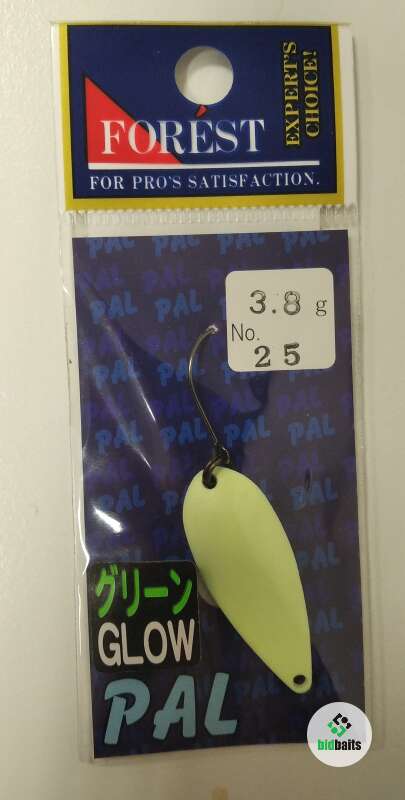 FORÉST
EXPERT'S
CHOICE!
FOR PRO'S SATISFACTION.
3.8 g
No.
25
グリーン
GLOW
PAL
bidbaits